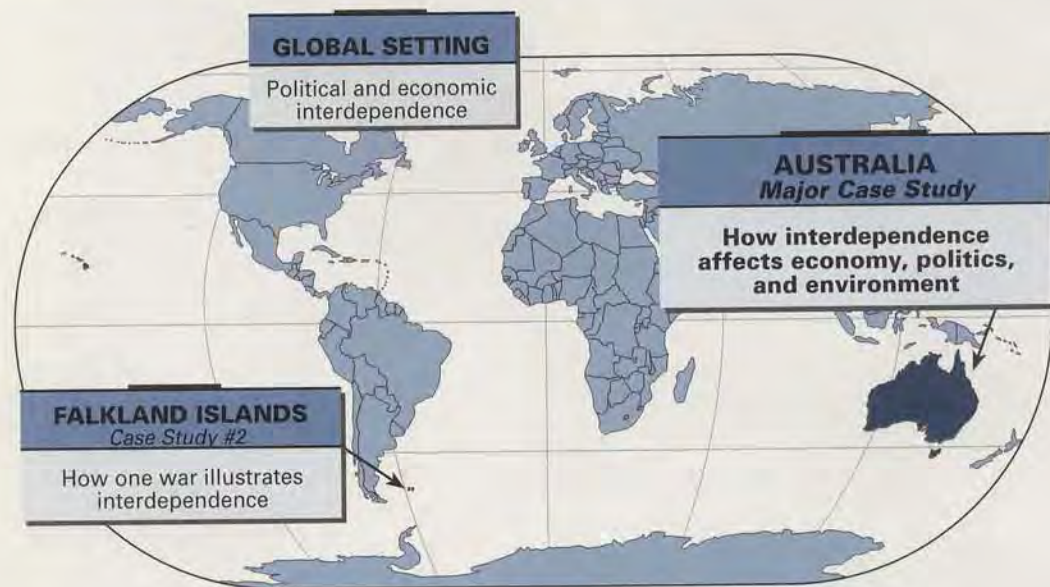 GLOBAL SETTING
Political and economic
interdependence
AUSTRALIA
Major Case Study
How interdependence
affects economy, politics,
and environment
FALKLAND ISLANDS
Case Study #2
How one war illustrates
interdependence